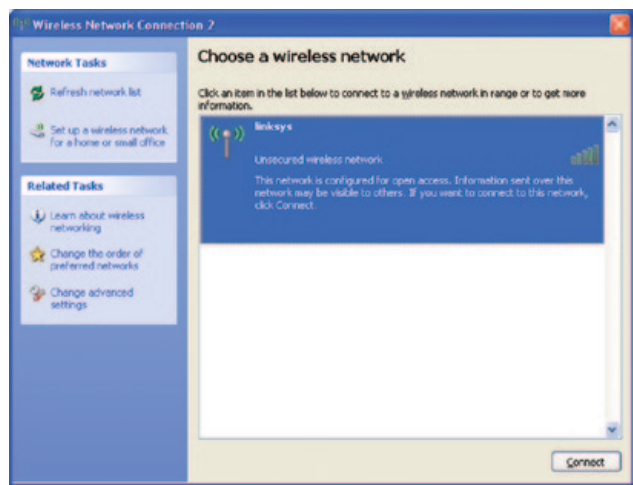 Wireless Network Connection 2
Network Tasks
Refresh network list
Set up a wireless network
for a home or small office
Related Tasks
Learn about wireless
networking
Change the order of
preferred networks
Change advanced
settings
Choose a wireless network
Click an item in the list below to connect to a wireless network in range or to get more
information.
linksys
Unsecured wireless network
This network is configured for open access. Information sent over this
network may be visible to others. If you want to connect to this network,
click Connect.
Connect